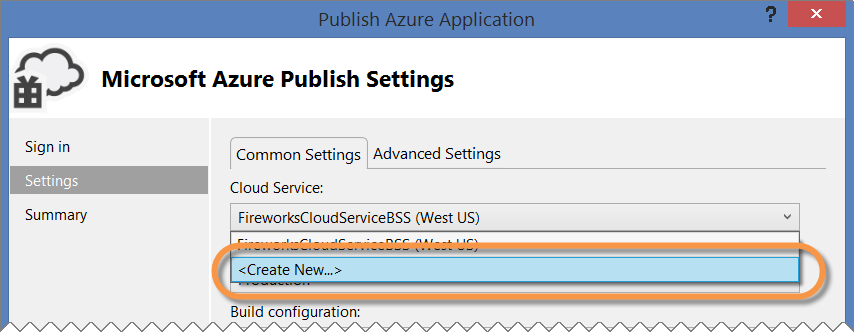 Publish Azure Application
?
Microsoft Azure Publish Settings
Sign in
Settings
Summary
Common Settings
Advanced Settings
Cloud Service:
FireworksCloudServiceBSS (West US)
FireworksCloudServiceBSS (West US)
<Create New...>
Production
Build configuration: